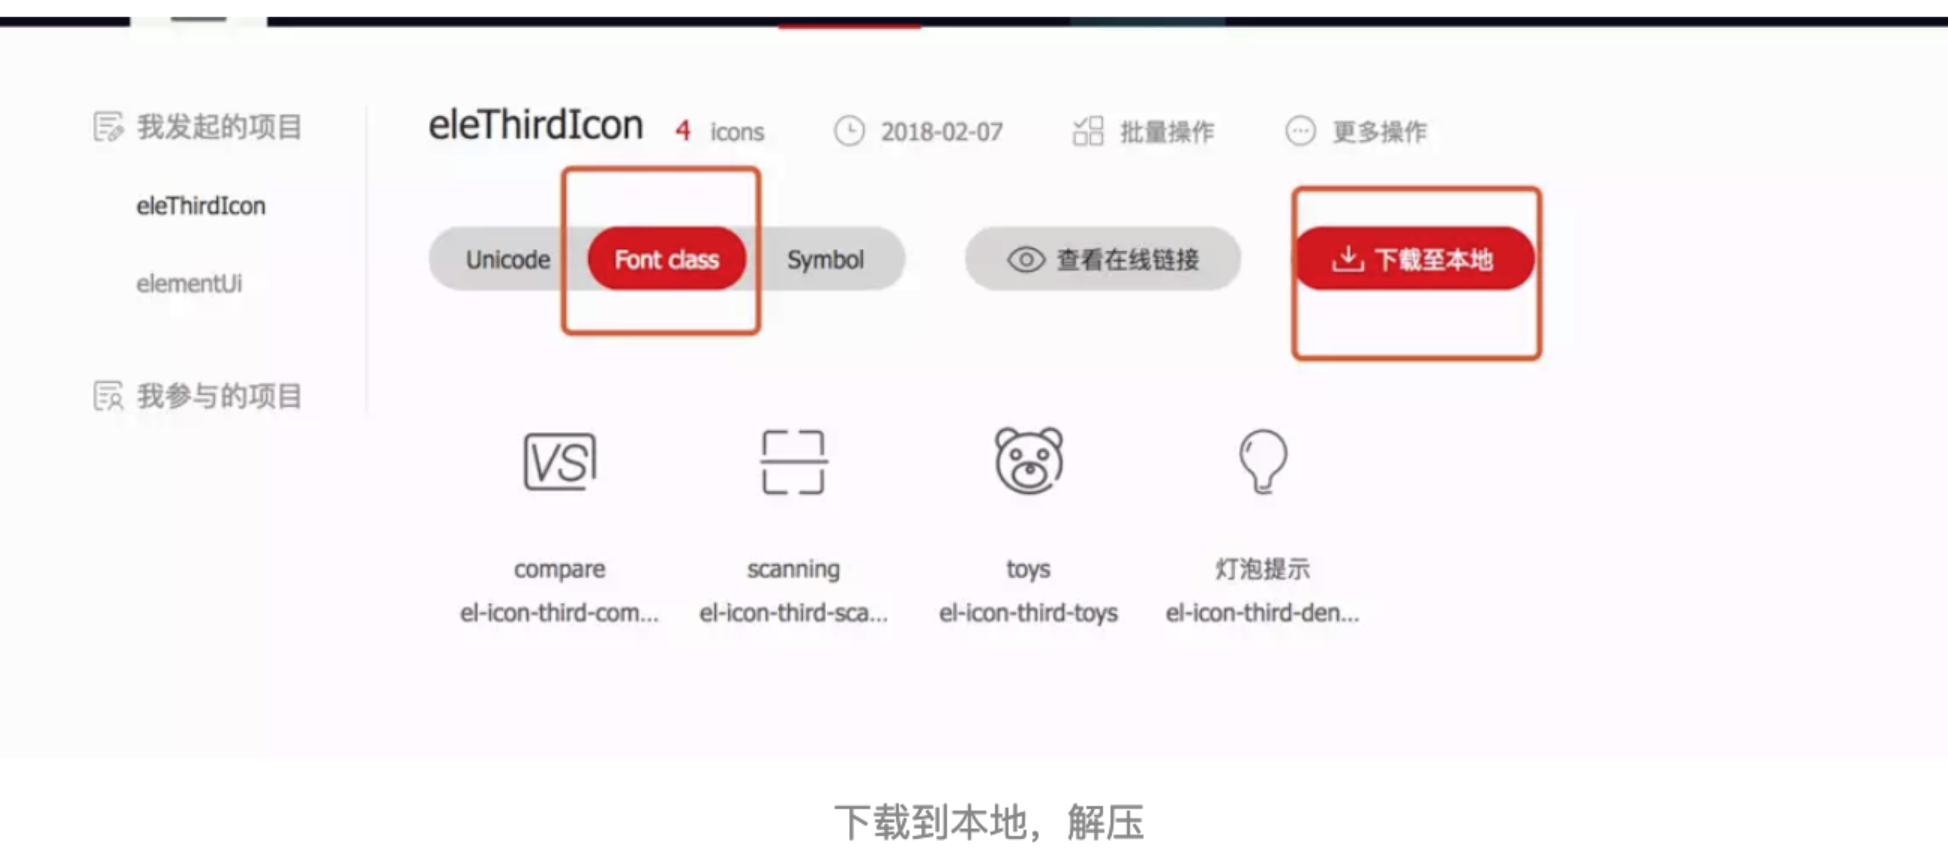 我发起的项目
eleThirdIcon
elementUi
我参与的项目
eleThirdIcon 4 icons 2018-02-07 批量操作 更多操作
Unicode Font class Symbol 查看在线链接 下载至本地
VS
compare scanning toys 灯泡提示
el-icon-third-com... el-icon-third-sca... el-icon-third-toys el-icon-third-den...
下载到本地，解压